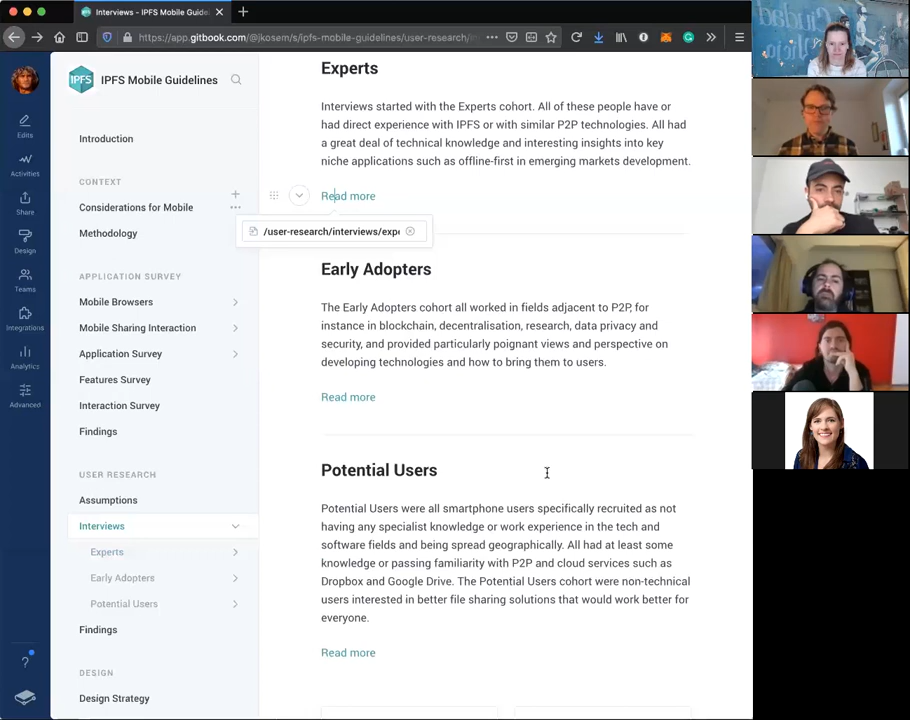 Interviews - IPFS Mobile Guide
https://app.gitbook.com/@jkosem/s/ipfs-mobile-guidelines/user-research/
IPFS
IPFS Mobile Guidelines
Edits
Activities
Share
Design
Teams
Integrations
Analytics
Advanced
?
Introduction
CONTEXT
Considerations for Mobile
Methodology
APPLICATION SURVEY
Mobile Browsers
Mobile Sharing Interaction
Application Survey
Features Survey
Interaction Survey
Findings
USER RESEARCH
Assumptions
Interviews
Experts
Early Adopters
Potential Users
Findings
DESIGN
Design Strategy
Experts
Interviews started with the Experts cohort. All of these people have or
had direct experience with IPFS or with similar P2P technologies. All had
a great deal of technical knowledge and interesting insights into key
niche applications such as offline-first in emerging markets development.
Read more
/user-research/interviews/expe
Early Adopters
The Early Adopters cohort all worked in fields adjacent to P2P, for
instance in blockchain, decentralisation, research, data privacy and
security, and provided particularly poignant views and perspective on
developing technologies and how to bring them to users.
Read more
Potential Users
Potential Users were all smartphone users specifically recruited as not
having any specialist knowledge or work experience in the tech and
software fields and being spread geographically. All had at least some
knowledge or passing familiarity with P2P and cloud services such as
Dropbox and Google Drive. The Potential Users cohort were non-technical
users interested in better file sharing solutions that would work better for
everyone.
Read more
Ciudad